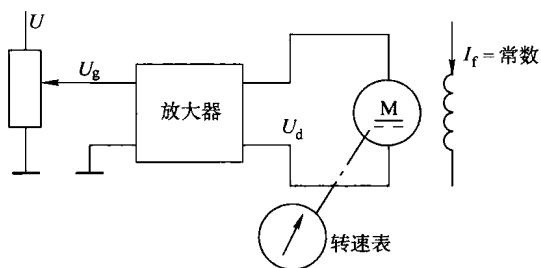 U
U_g
I_f = 常数
放大器
M
U_d
转速表